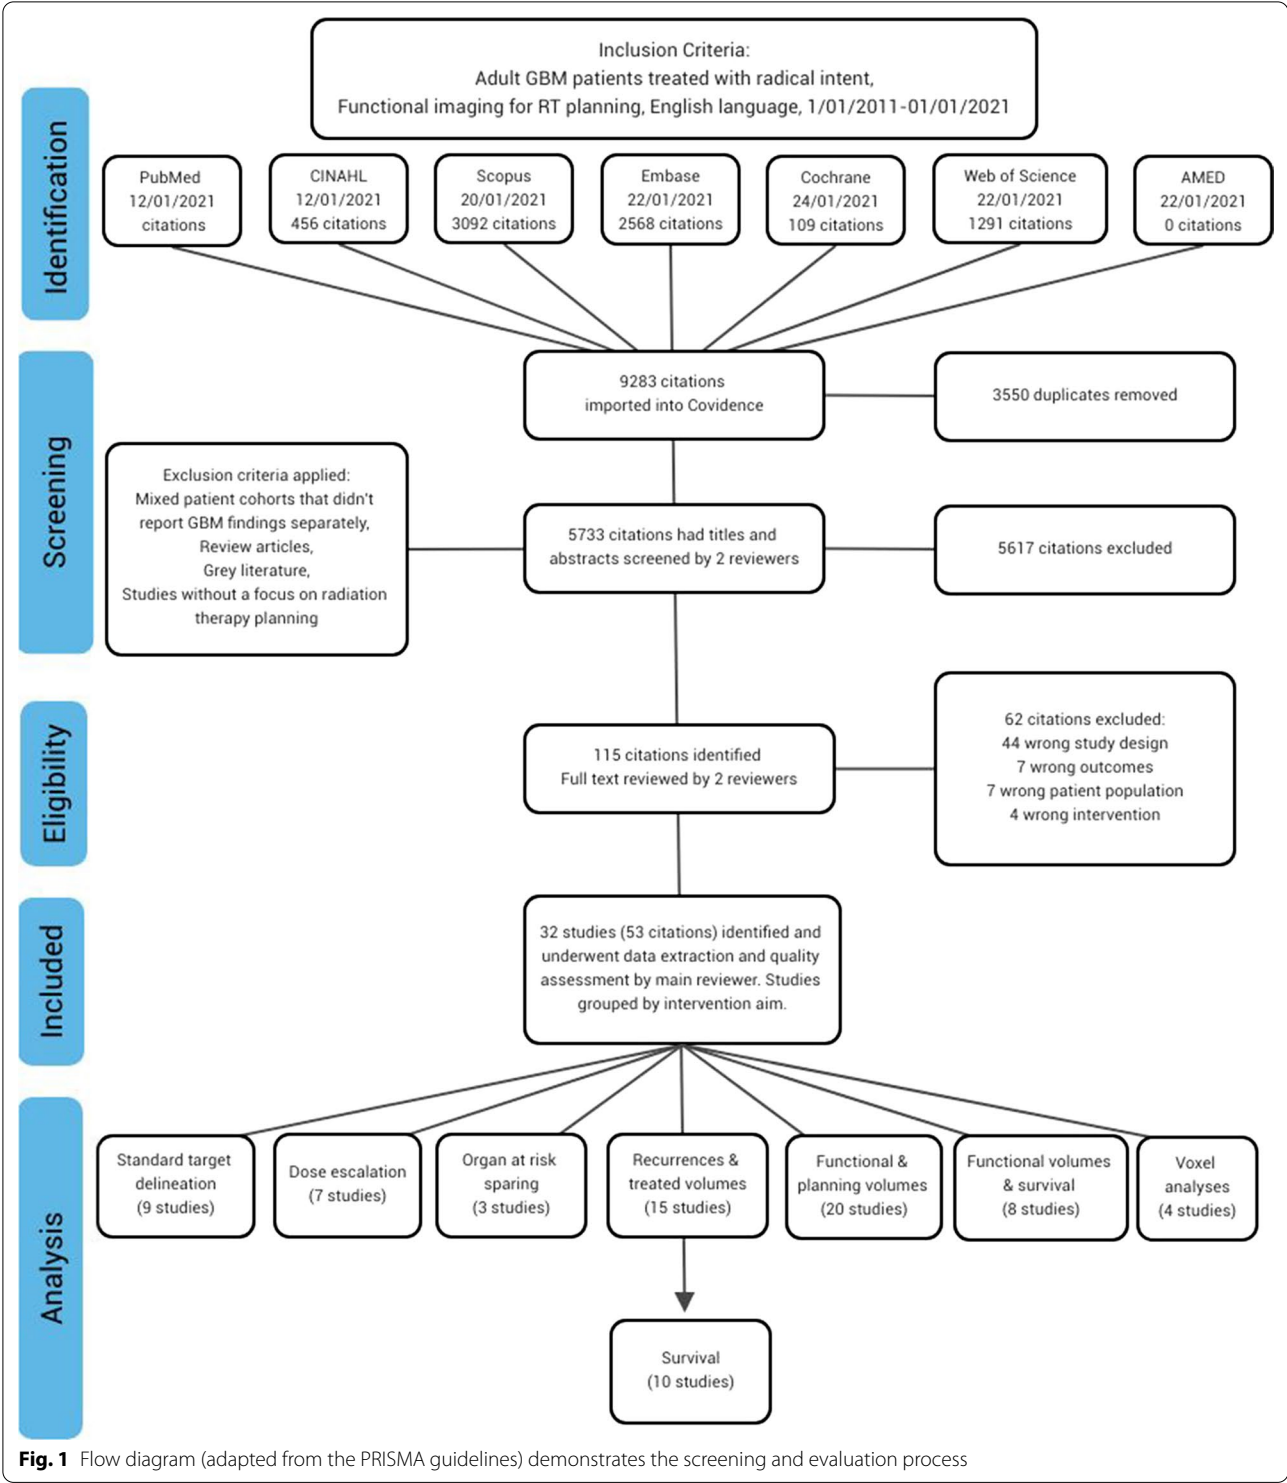 Inclusion Criteria:
Adult GBM patients treated with radical intent,
Functional imaging for RT planning, English language, 1/01/2011-01/01/2021
Identification
PubMed
12/01/2021
citations
CINAHL
12/01/2021
456 citations
Scopus
20/01/2021
3092 citations
Embase
22/01/2021
2568 citations
Cochrane
24/01/2021
109 citations
Web of Science
22/01/2021
1291 citations
AMED
22/01/2021
0 citations
Screening
9283 citations
imported into Covidence
3550 duplicates removed
Exclusion criteria applied:
Mixed patient cohorts that didn't
report GBM findings separately,
Review articles,
Grey literature,
Studies without a focus on radiation
therapy planning
5733 citations had titles and
abstracts screened by 2 reviewers
5617 citations excluded
Eligibility
115 citations identified
Full text reviewed by 2 reviewers
62 citations excluded:
44 wrong study design
7 wrong outcomes
7 wrong patient population
4 wrong intervention
Included
32 studies (53 citations) identified and
underwent data extraction and quality
assessment by main reviewer. Studies
grouped by intervention aim.
Analysis
Standard target
delineation
(9 studies)
Dose escalation
(7 studies)
Organ at risk
sparing
(3 studies)
Recurrences &
treated volumes
(15 studies)
Functional &
planning volumes
(20 studies)
Functional volumes
& survival
(8 studies)
Voxel
analyses
(4 studies)
Survival
(10 studies)
Fig. 1 Flow diagram (adapted from the PRISMA guidelines) demonstrates the screening and evaluation process